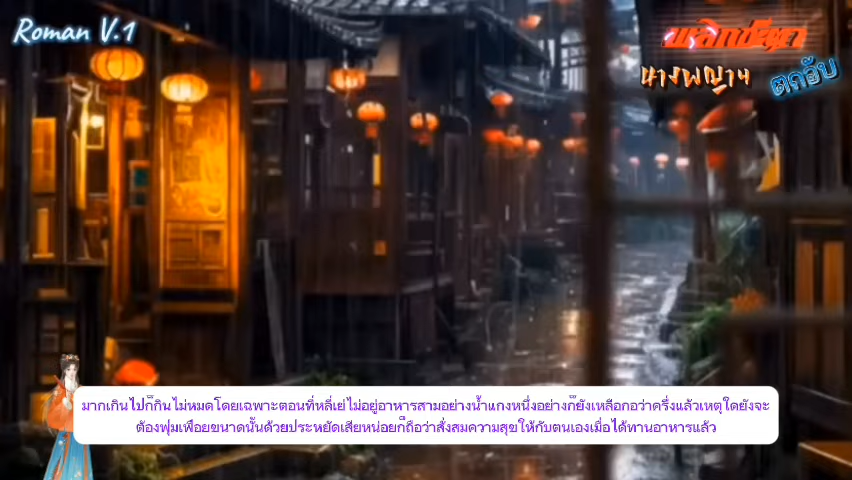 Roman V.1
พลิกชะตา
นางพญาฯ
ตกอับ
มากเกินไปก็กินไม่หมดโดยเฉพาะตอนที่หลี่เย่ไม่อยู่อาหารสามอย่างน้ำแกงหนึ่งอย่างก็ยังเหลือกอว่าครึ่งแล้วเหตุใดยังจะ
ต้องฟุมเฟือยขนาดนั้นด้วยประหยัดเสียหน่อยก็ถือว่าสั่งสมความสุขให้กับตนเองเมื่อได้ทานอาหารแล้ว